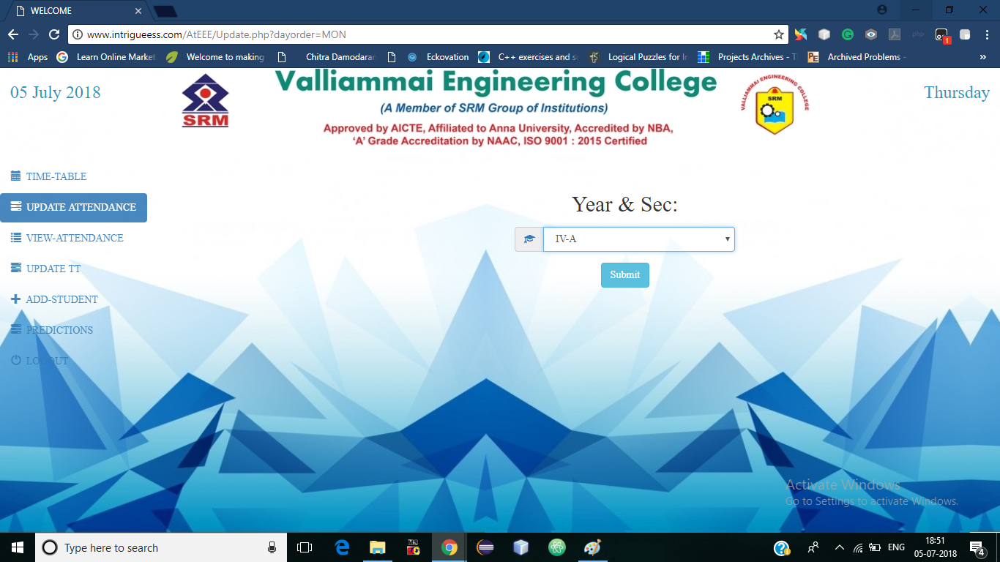 WELCOME
www.intrigueess.com/AtEEE/Update.php?dayorder=MON
php
1
Apps
Learn Online Market
Welcome to making
Chitra Damodaran
Eckovation
C++ exercises and so
Logical Puzzles for In
Projects Archives - T
PE
Archived Problems -
»
05 July 2018
SRM
Valliammai Engineering College
(A Member of SRM Group of Institutions)
Approved by AICTE, Affiliated to Anna University, Accredited by NBA,
‘A’ Grade Accreditation by NAAC, ISO 9001 : 2015 Certified
VALLIAMMAI ENGINEERING COLLEGE
SRM
Thursday
TIME-TABLE
UPDATE ATTENDANCE
VIEW-ATTENDANCE
UPDATE TT
ADD-STUDENT
PREDICTIONS
LOGOUT
Year & Sec:
IV-A
Submit
Activate Windows
Go to Settings to activate Windows.
Type here to search
ENG
18:51
05-07-2018
4